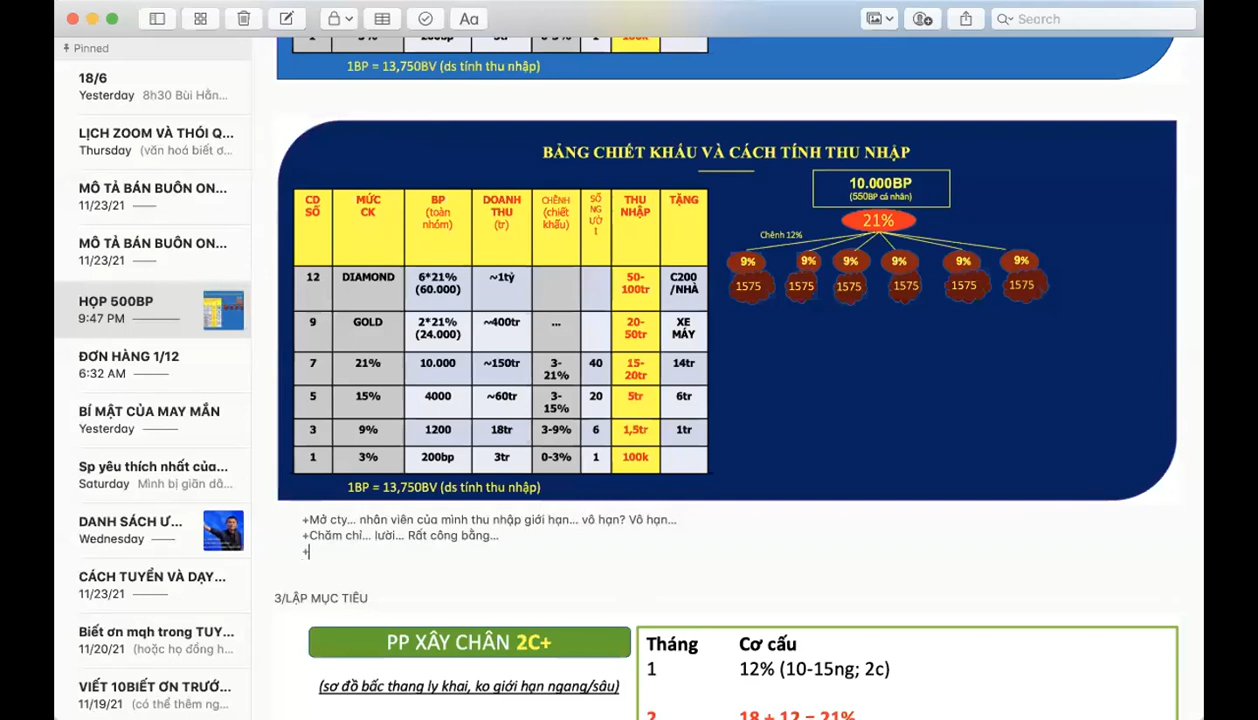 Aa
Search
Pinned
18/6
Yesterday 8h30 Bùi Hằn...
LỊCH ZOOM VÀ THÓI Q...
Thursday (văn hoá biết ơ...
MÔ TẢ BÁN BUÔN ON...
11/23/21
MÔ TẢ BÁN BUÔN ON...
11/23/21
HỌP 500BP
9:47 PM
ĐƠN HÀNG 1/12
6:32 AM
BÍ MẬT CỦA MAY MẮN
Yesterday
Sp yêu thích nhất của...
Saturday Mình bị giãn dâ...
DANH SÁCH Ư...
Wednesday
CÁCH TUYỂN VÀ DẠY...
11/23/21
Biết ơn mqh trong TUY...
11/20/21 (hoặc họ đồng h...
VIẾT 10BIẾT ƠN TRƯỚ...
11/19/21 (có thể thêm ng...
1BP = 13,750BV (ds tính thu nhập)
BẢNG CHIẾT KHẤU VÀ CÁCH TÍNH THU NHẬP
CD SỐ MỨC CK BP (toàn nhóm) DOANH THU (tr) CHÊNH (chiết khấu) SỐ NGƯỜI THU NHẬP TẶNG
12 DIAMOND 6*21% (60.000) ~1tỷ 50-100tr C200 /NHÀ
9 GOLD 2*21% (24.000) ~400tr ... 20-50tr XE MÁY
7 21% 10.000 ~150tr 3-21% 40 15-20tr 14tr
5 15% 4000 ~60tr 3-15% 20 5tr 6tr
3 9% 1200 18tr 3-9% 6 1,5tr 1tr
1 3% 200bp 3tr 0-3% 1 100k
1BP = 13,750BV (ds tính thu nhập)
10.000BP
(550BP cá nhân)
21%
Chênh 12%
9% 9% 9% 9% 9% 9%
1575 1575 1575 1575 1575 1575
+Mở cty... nhân viên của mình thu nhập giới hạn... vô hạn? Vô hạn...
+Chăm chỉ... lười... Rất công bằng...
+
3/LẬP MỤC TIÊU
PP XÂY CHÂN 2C+
(sơ đồ bấc thang ly khai, ko giới hạn ngang/sâu)
Tháng Cơ cấu
1 12% (10-15ng; 2c)
2 18 + 12 = 21%